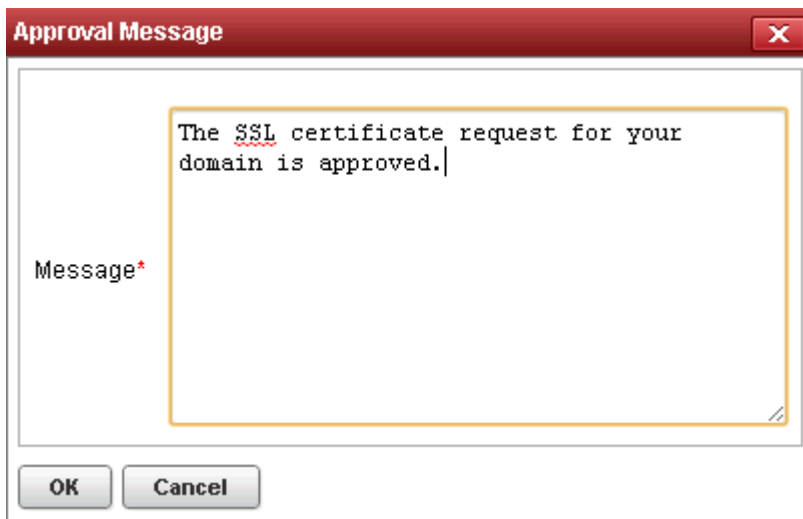 Approval Message
X
The SSL certificate request for your
domain is approved.
Message*
OK
Cancel